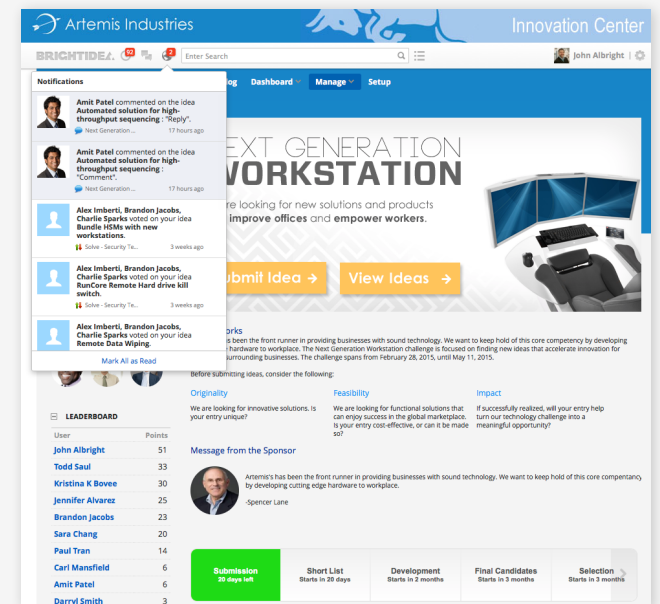 Artemis Industries
Innovation Center
BRIGHTIDEA.
92
2
Enter Search
John Albright
Notifications
Amit Patel commented on the idea
Automated solution for high-
throughput sequencing : "Reply".
Next Generation ...
17 hours ago
Amit Patel commented on the idea
Automated solution for high-
throughput sequencing :
"Comment".
Next Generation ...
17 hours ago
Alex Imberti, Brandon Jacobs,
Charlie Sparks voted on your idea
Bundle HSMs with new
workstations.
Solve - Security Te...
3 weeks ago
Alex Imberti, Brandon Jacobs,
Charlie Sparks voted on your idea
RunCore Remote Hard drive kill
switch.
Solve - Security Te...
3 weeks ago
Alex Imberti, Brandon Jacobs,
Charlie Sparks voted on your idea
Remote Data Wiping.
Mark All as Read
og Dashboard Manage Setup
EXT GENERATION
WORKSTATION
re looking for new solutions and products
improve offices and empower workers.
ubmit Idea →
View Ideas →
orks
s been the front runner in providing businesses with sound technology. We want to keep hold of this core competency by developing
hardware to workplace. The Next Generation Workstation challenge is focused on finding new ideas that accelerate innovation for
surrounding businesses. The challenge spans from February 28, 2015, until May 11, 2015.
Before submitting ideas, consider the following:
Originality
We are looking for innovative solutions. Is
your entry unique?
Feasibility
We are looking for functional solutions that
can enjoy success in the global marketplace.
Is your entry cost-effective, or can it be made
so?
Impact
If successfully realized, will your entry help
turn our technology challenge into a
meaningful opportunity?
Message from the Sponsor
Artemis's has been the front runner in providing businesses with sound technology. We want to keep hold of this core compentancy
by developing cutting edge hardware to workplace.
-Spencer Lane
LEADERBOARD
User Points
John Albright 51
Todd Saul 33
Kristina K Bovee 30
Jennifer Alvarez 25
Brandon Jacobs 23
Sara Chang 20
Paul Tran 14
Carl Mansfield 6
Amit Patel 6
Darryl Smith 3
Submission
20 days left
Short List
Starts in 20 days
Development
Starts in 2 months
Final Candidates
Starts in 3 months
Selection
Starts in 3 months